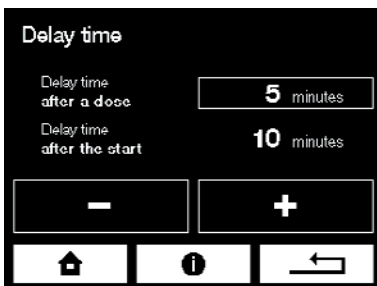 Delay time
Delay time
after a dose
5 minutes
Delay time
after the start
10 minutes
- +
i